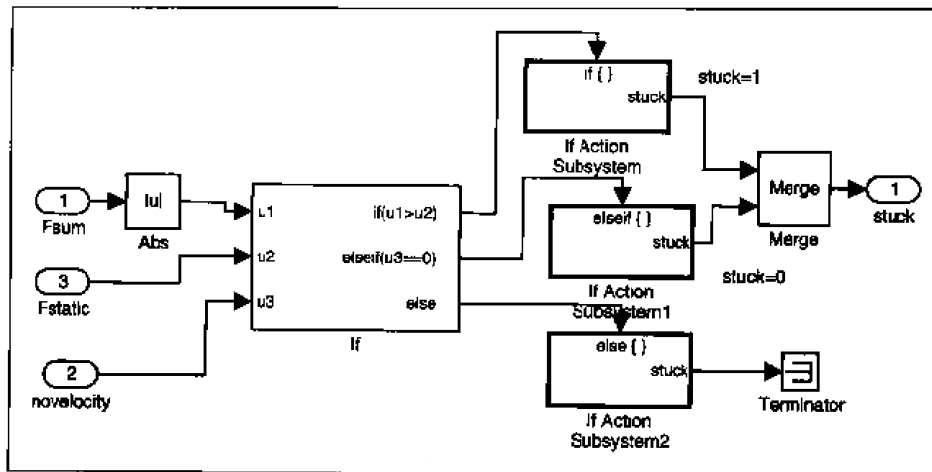 if { }
stuck
stuck=1
If Action
Subsystem
1
Fsum
|u|
Abs
u1
if(u1>u2)
elseif { }
stuck
Merge
Merge
1
stuck
3
Fstatic
u2
elseif(u3==0)
stuck=0
If Action
Subsystem1
u3
else
If
else { }
stuck
2
novelocity
Terminator
If Action
Subsystem2